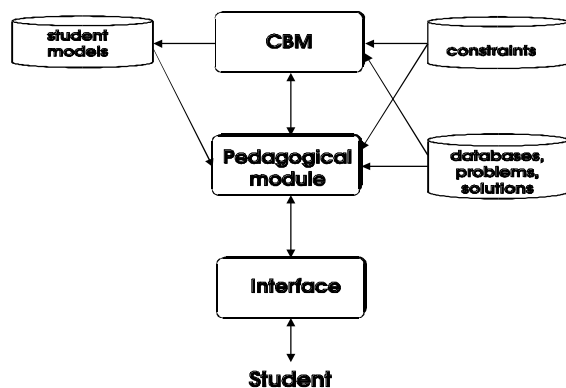 student
models
CBM
constraints
Pedagogical
module
databases,
problems,
solutions
Interface
Student